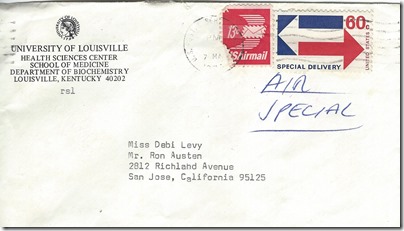 UNIVERSITY OF LOUISVILLE
HEALTH SCIENCES CENTER
SCHOOL OF MEDICINE
DEPARTMENT OF BIOCHEMISTRY
LOUISVILLE, KENTUCKY 40202
rsl
13c
Airmail
60
SPECIAL DELIVERY
UNITED STATES
AIR
SPECIAL
Miss Debi Levy
Mr. Ron Austen
2812 Richland Avenue
San Jose, California 95125